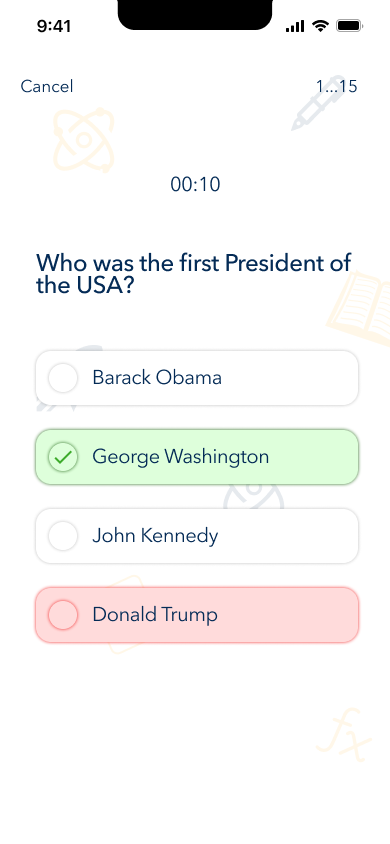 9:41
Cancel
1...15
00:10
Who was the first President of
the USA?
Barack Obama
George Washington
John Kennedy
Donald Trump
fx